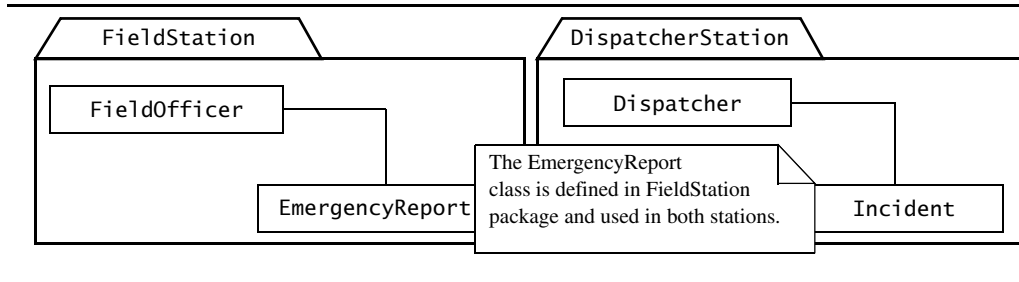 FieldStation
DispatcherStation
FieldOfficer
Dispatcher
The EmergencyReport
class is defined in FieldStation
package and used in both stations.
EmergencyReport
Incident